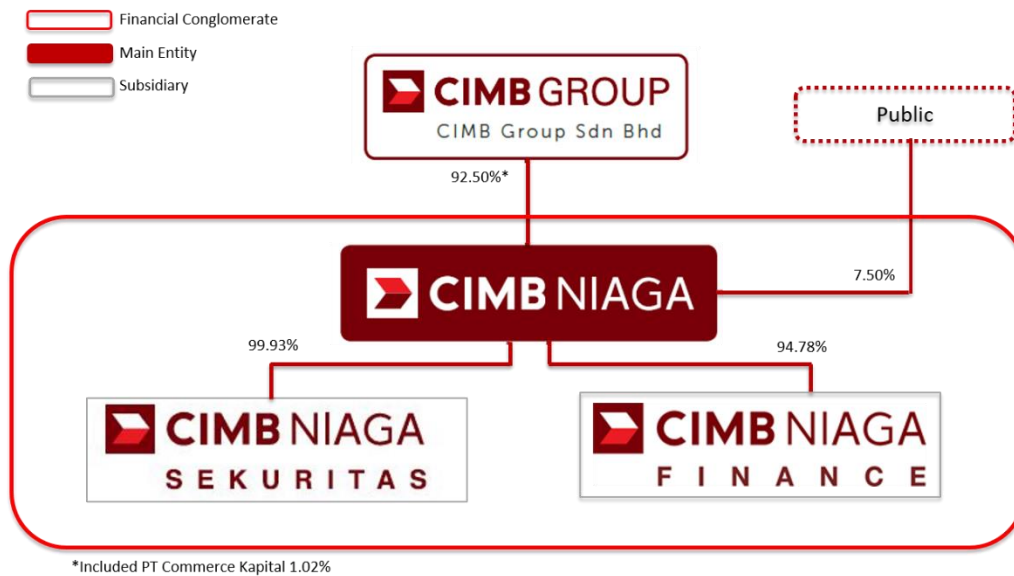 Financial Conglomerate
Main Entity
Subsidiary
CIMB GROUP
CIMB Group Sdn Bhd
Public
92.50%*
CIMB NIAGA
7.50%
99.93%
94.78%
CIMB NIAGA
SEKURITAS
CIMB NIAGA
FINANCE
*Included PT Commerce Kapital 1.02%